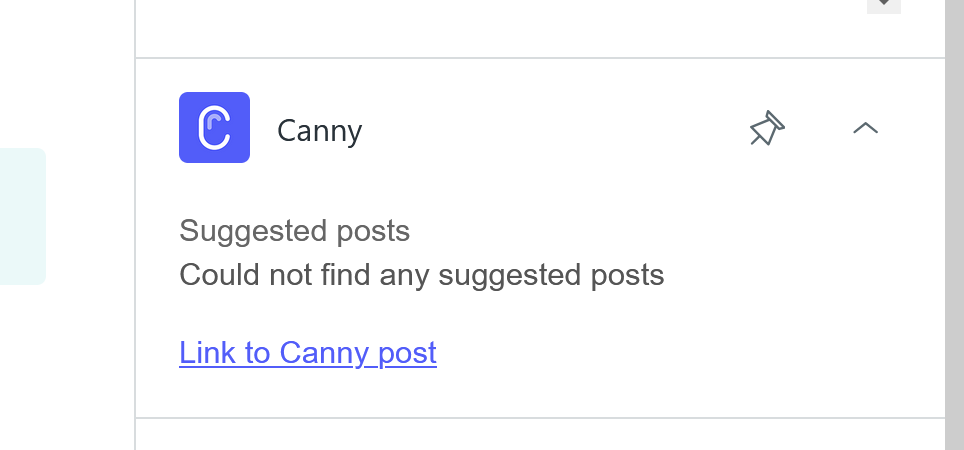 Canny
Suggested posts
Could not find any suggested posts
Link to Canny post